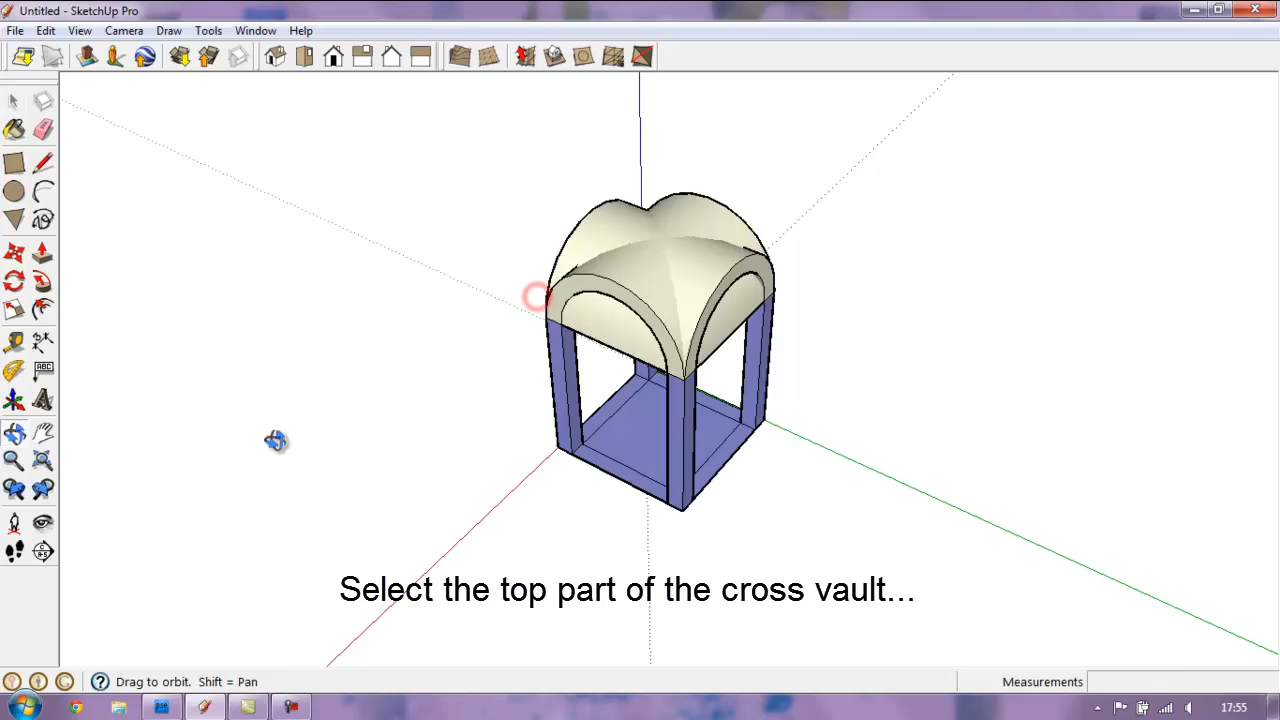 Untitled - SketchUp Pro
File Edit View Camera Draw Tools Window Help
ABC
A
Select the top part of the cross vault...
Drag to orbit. Shift = Pan
Measurements
17:55